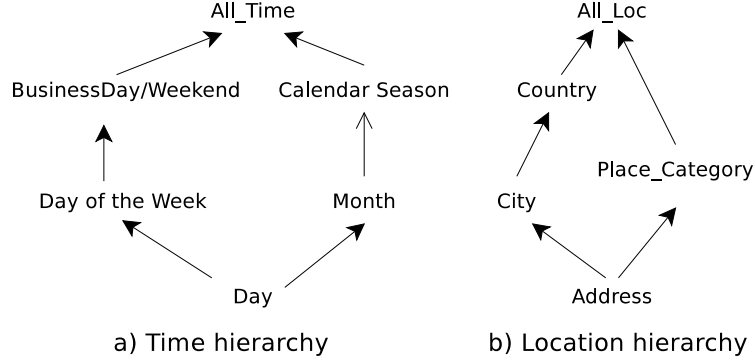 All_Time
All_Loc
BusinessDay/Weekend
Calendar Season
Country
Place_Category
Day of the Week
Month
City
Day
Address
a) Time hierarchy
b) Location hierarchy